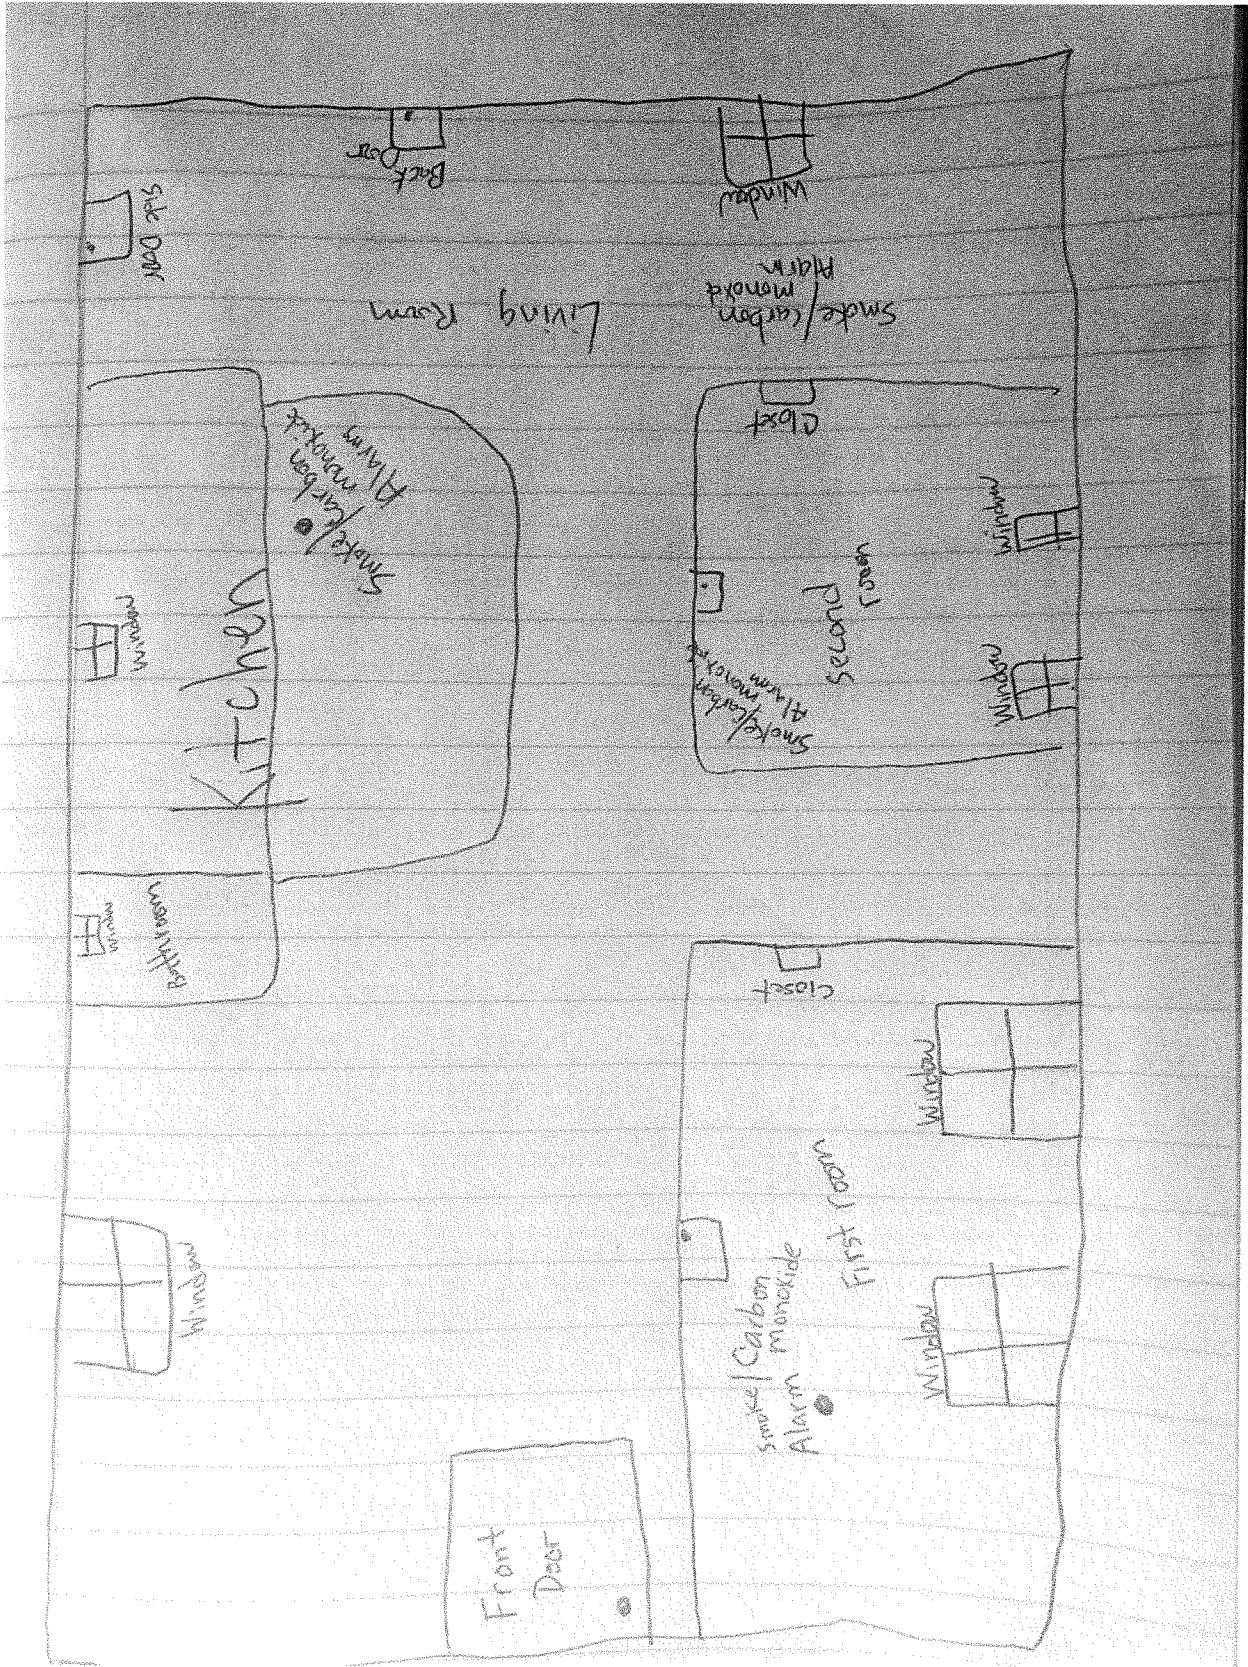 Back
Door
Window
Side Door
Living Room
Smoke/carbon
monoxd
Alarm
Closet
Smoke/carbon
monoxide
Alarm
Window
Window
KiTchen
Second
room
Smoke/carbon
monoxide
Alarm
Window
Bathroom
Window
Closet
Window
First room
Smoke/Carbon
monoxide
Alarm
Window
Window
Front
Door